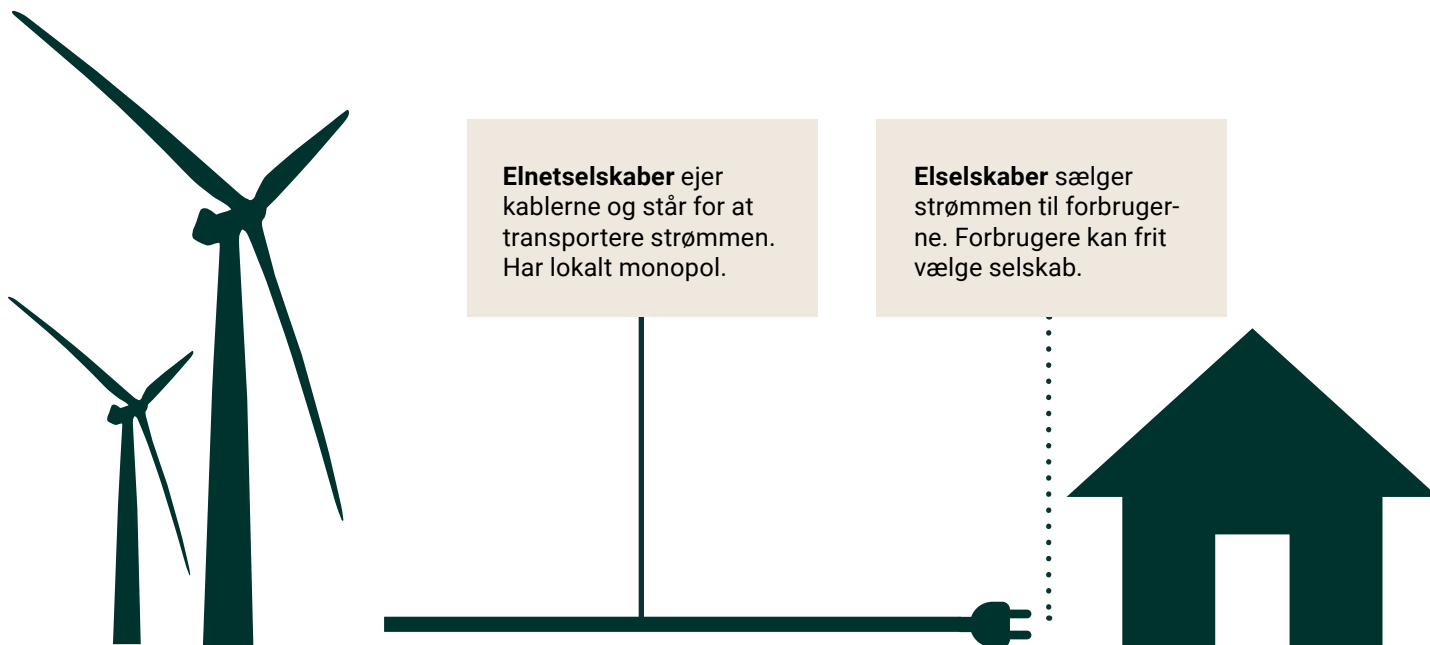 Elnetselskaber ejer
kablerne og står for at
transportere strømmen.
Har lokalt monopol.
Elselskaber sælger
strømmen til forbruger-
ne. Forbrugere kan frit
vælge selskab.